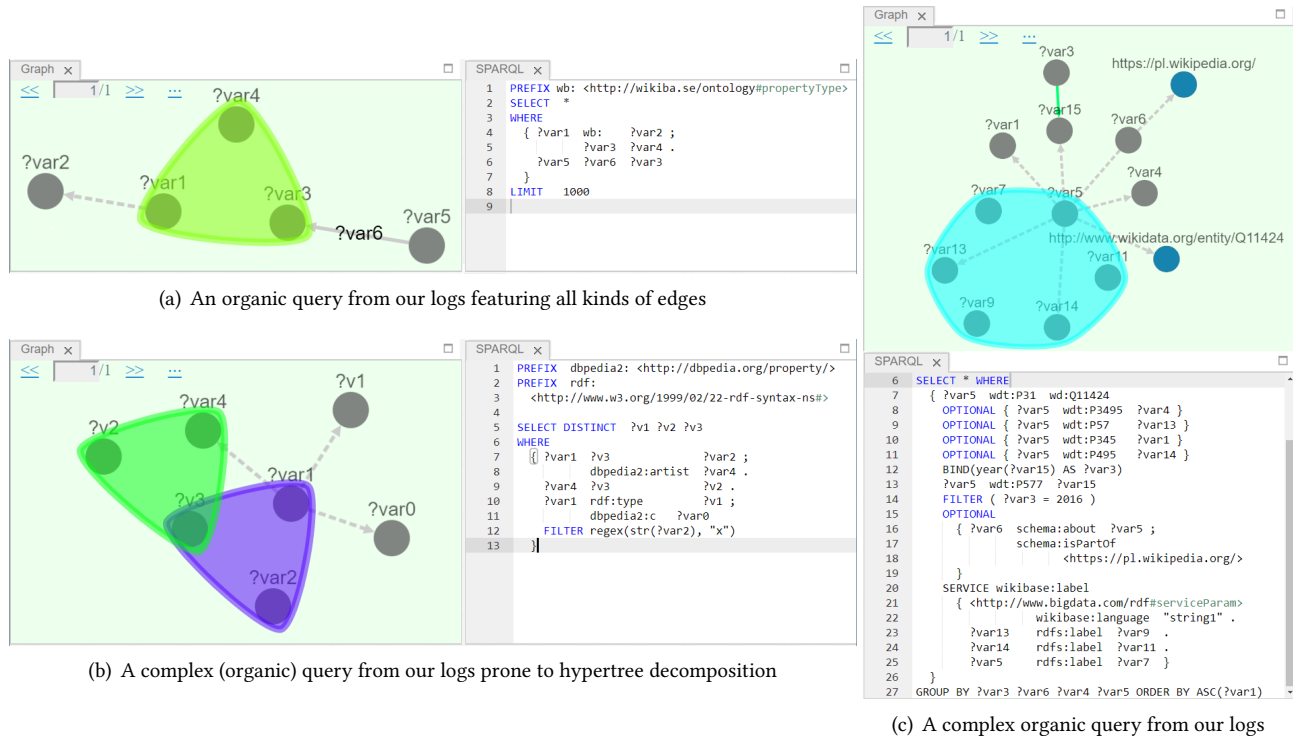 Graph x
<< 1/1 >> ...
?var4
?var2
?var1
?var3
?var5
?var6
SPARQL x
1 PREFIX wb: <http://wikiba.se/ontology#propertyType>
2 SELECT *
3 WHERE
4 { ?var1 wb: ?var2 ;
5 ?var3 ?var4 .
6 ?var5 ?var6 ?var3
7 }
8 LIMIT 1000
9
(a) An organic query from our logs featuring all kinds of edges
Graph x
<< 1/1 >> ...
?v1
?v2
?var4
?var1
?v3
?var0
?var2
SPARQL x
1 PREFIX dbpedia2: <http://dbpedia.org/property/>
2 PREFIX rdf:
3 <http://www.w3.org/1999/02/22-rdf-syntax-ns#>
4
5 SELECT DISTINCT ?v1 ?v2 ?v3
6 WHERE
7 { ?var1 ?v3 ?var2 ;
8 dbpedia2:artist ?var4 .
9 ?var4 ?v3 ?v2 .
10 ?var1 rdf:type ?v1 ;
11 dbpedia2:c ?var0
12 FILTER regex(str(?var2), "x")
13 }
(b) A complex (organic) query from our logs prone to hypertree decomposition
Graph x
<< 1/1 >> ...
?var3
https://pl.wikipedia.org/
?var15
?var1
?var6
?var4
?var7
?var5
http://www.wikidata.org/entity/Q11424
?var13
?var11
?var9
?var14
SPARQL x
6 SELECT * WHERE
7 { ?var5 wdt:P31 wd:Q11424
8 OPTIONAL { ?var5 wdt:P3495 ?var4 }
9 OPTIONAL { ?var5 wdt:P57 ?var13 }
10 OPTIONAL { ?var5 wdt:P345 ?var1 }
11 OPTIONAL { ?var5 wdt:P495 ?var14 }
12 BIND(year(?var15) AS ?var3)
13 ?var5 wdt:P577 ?var15
14 FILTER ( ?var3 = 2016 )
15 OPTIONAL
16 { ?var6 schema:about ?var5 ;
17 schema:isPartOf
18 <https://pl.wikipedia.org/>
19 }
20 SERVICE wikibase:label
21 { <http://www.bigdata.com/rdf#serviceParam>
22 wikibase:language "string1" .
23 ?var13 rdfs:label ?var9 .
24 ?var14 rdfs:label ?var11 .
25 ?var5 rdfs:label ?var7 }
26 }
27 GROUP BY ?var3 ?var6 ?var4 ?var5 ORDER BY ASC(?var1)
(c) A complex organic query from our logs